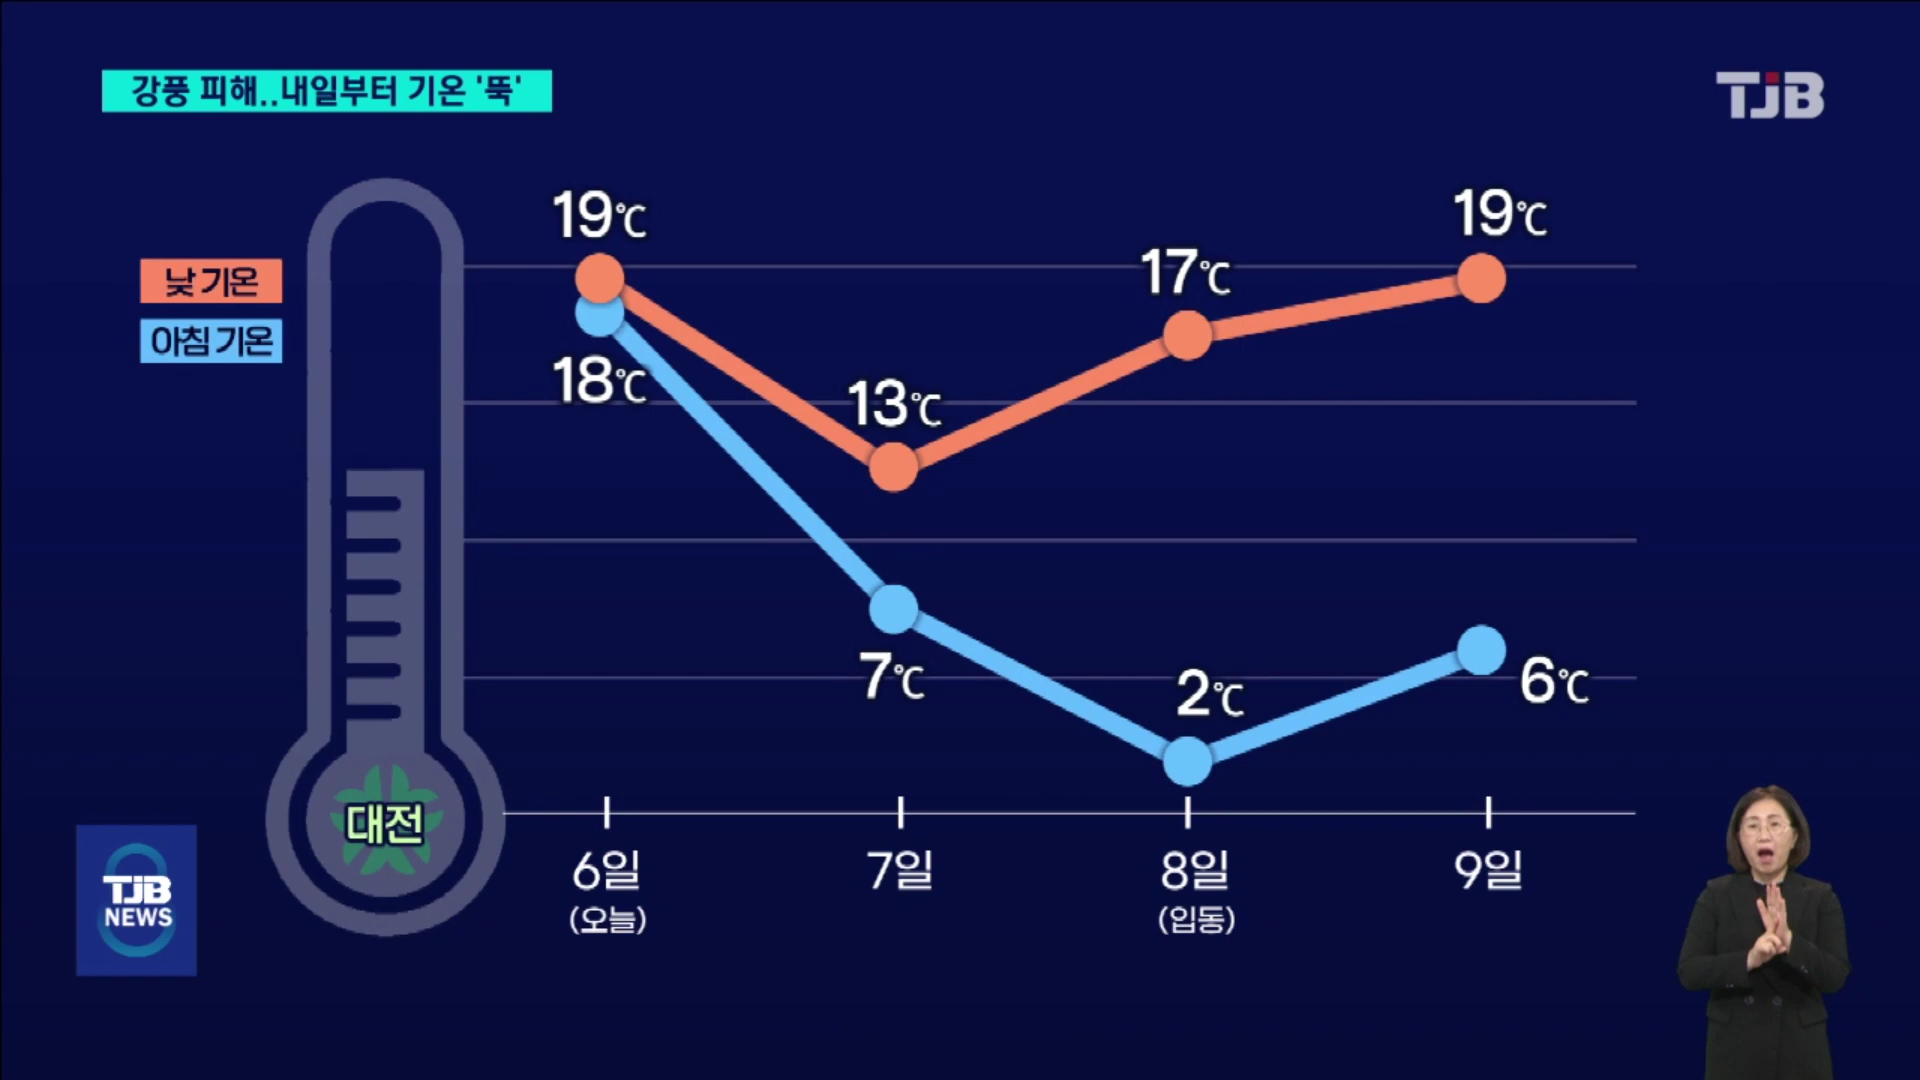 강풍 피해..내일부터 기온 '뚝'
TJB
19℃
19℃
17℃
낮 기온
아침 기온
18℃
13℃
7℃
2℃
6℃
대전
6일
7일
8일
9일
(오늘)
(입동)
TJB
NEWS